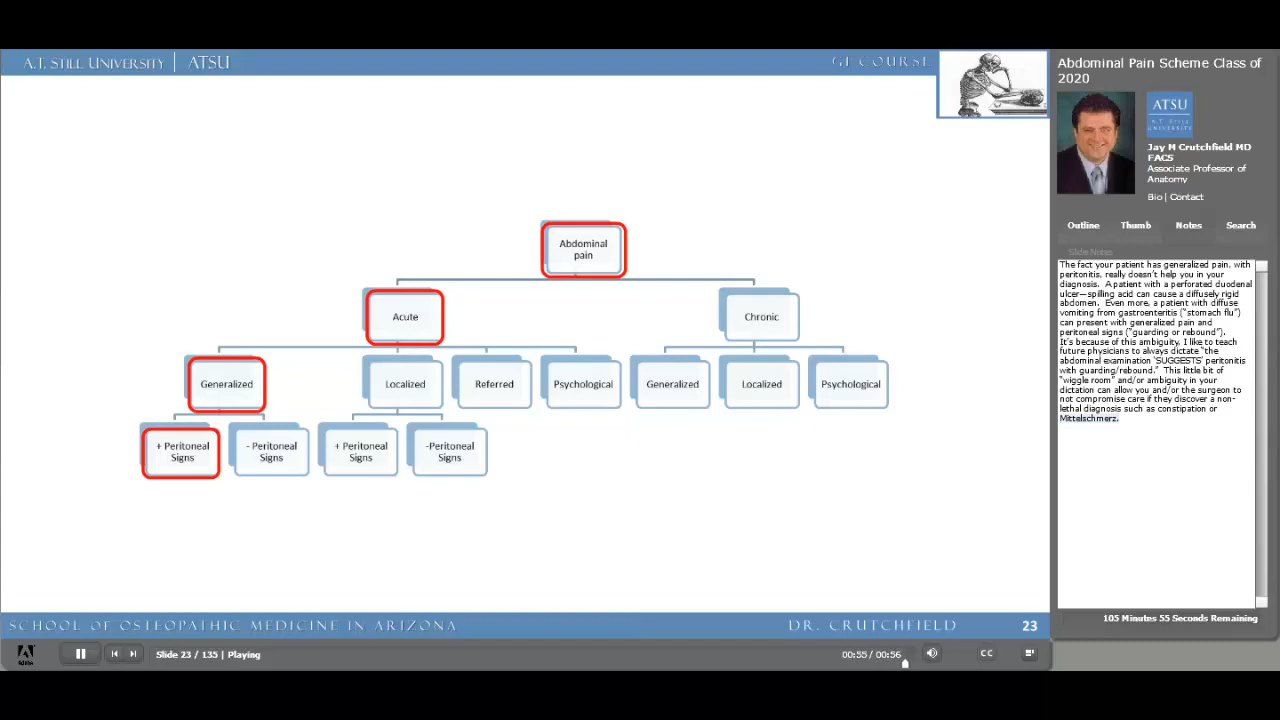 A.T. STILL UNIVERSITY | ATSU
GI COURSE
Abdominal
pain
Acute
Chronic
Generalized
Localized
Referred
Psychological
Generalized
Localized
Psychological
+ Peritoneal
Signs
- Peritoneal
Signs
+ Peritoneal
Signs
-Peritoneal
Signs
SCHOOL OF OSTEOPATHIC MEDICINE IN ARIZONA
DR. CRUTCHFIELD
23
Slide 23 / 135 | Playing
00:55 / 00:56
CC
Abdominal Pain Scheme Class of
2020
ATSU
A.T. STILL
UNIVERSITY
Jay M Crutchfield MD
FACS
Associate Professor of
Anatomy
Bio | Contact
Outline
Thumb
Notes
Search
Slide Notes
The fact your patient has generalized pain, with
peritonitis, really doesn't help you in your
diagnosis. A patient with a perforated duodenal
ulcer—spilling acid can cause a diffusely rigid
abdomen. Even more, a patient with diffuse
vomiting from gastroenteritis ("stomach flu")
can present with generalized pain and
peritoneal signs ("guarding or rebound").
It's because of this ambiguity, I like to teach
future physicians to always dictate "the
abdominal examination 'SUGGESTS' peritonitis
with guarding/rebound." This little bit of
"wiggle room" and/or ambiguity in your
dictation can allow you and/or the surgeon to
not compromise care if they discover a non-
lethal diagnosis such as constipation or
Mittelschmerz.
105 Minutes 55 Seconds Remaining